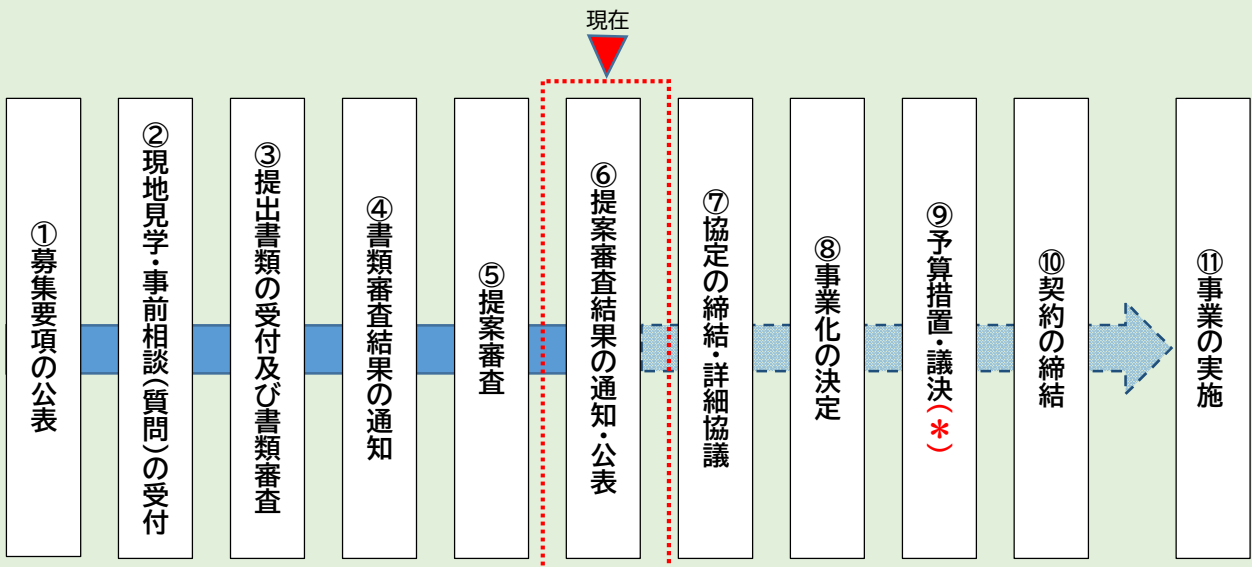 現在
①募集要項の公表
②現地見学・事前相談(質問)の受付
③提出書類の受付及び書類審査
④書類審査結果の通知
⑤提案審査
⑥提案審査結果の通知・公表
⑦協定の締結・詳細協議
⑧事業化の決定
⑨予算措置・議決(*)
⑩契約の締結
⑪事業の実施